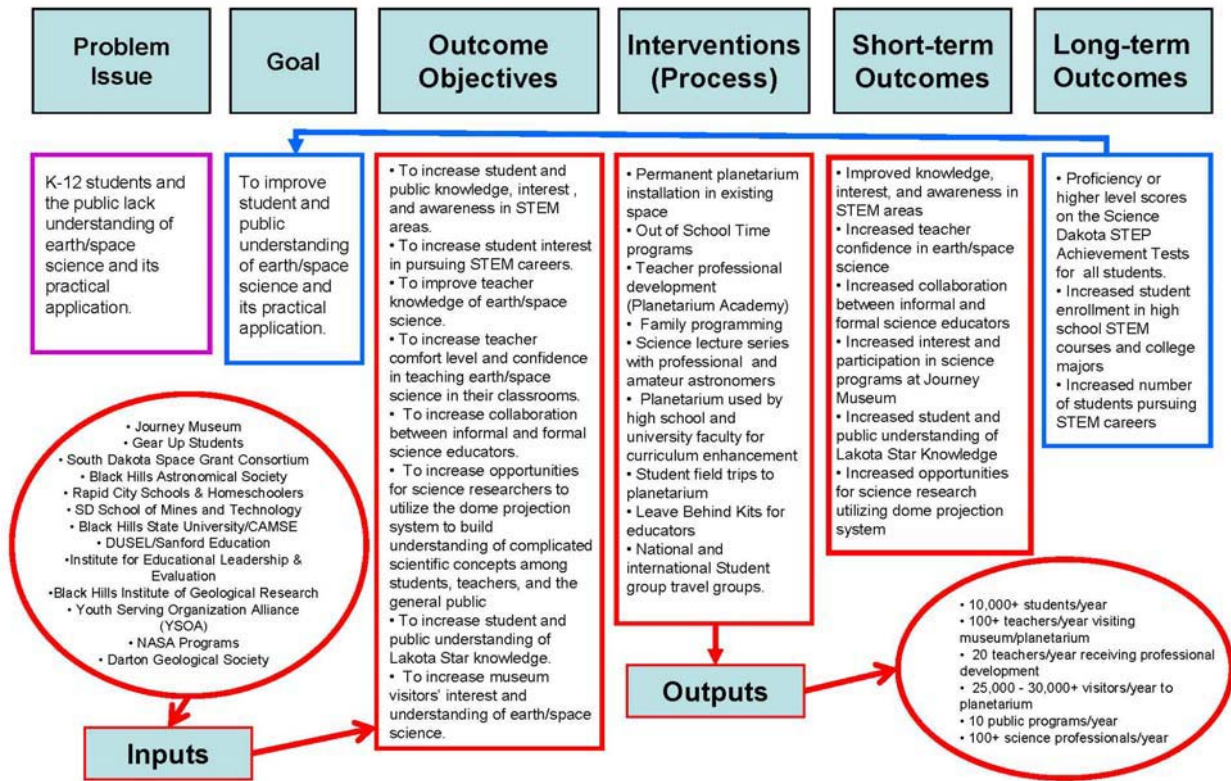 Problem
Issue
Goal
Outcome
Objectives
Interventions
(Process)
Short-term
Outcomes
Long-term
Outcomes
K-12 students and
the public lack
understanding of
earth/space
science and its
practical
application.
To improve
student and
public
understanding
of earth/space
science and
its practical
application.
• To increase student and
public knowledge, interest ,
and awareness in STEM
areas.
• To increase student interest
in pursuing STEM careers.
• To improve teacher
knowledge of earth/space
science.
• To increase teacher
comfort level and confidence
in teaching earth/space
science in their classrooms.
• To increase collaboration
between informal and formal
science educators.
• To increase opportunities
for science researchers to
utilize the dome projection
system to build
understanding of complicated
scientific concepts among
students, teachers, and the
general public
• To increase student and
public understanding of
Lakota Star knowledge.
• To increase museum
visitors' interest and
understanding of earth/space
science.
• Permanent planetarium
installation in existing
space
• Out of School Time
programs
• Teacher professional
development
(Planetarium Academy)
• Family programming
• Science lecture series
with professional and
amateur astronomers
• Planetarium used by
high school and
university faculty for
curriculum enhancement
• Student field trips to
planetarium
• Leave Behind Kits for
educators
• National and
international Student
group travel groups.
• Improved knowledge,
interest, and awareness in
STEM areas
• Increased teacher
confidence in earth/space
science
• Increased collaboration
between informal and
formal science educators
• Increased interest and
participation in science
programs at Journey
Museum
• Increased student and
public understanding of
Lakota Star Knowledge
• Increased opportunities
for science research
utilizing dome projection
system
• Proficiency or
higher level scores
on the Science
Dakota STEP
Achievement Tests
for all students.
• Increased student
enrollment in high
school STEM
courses and college
majors
• Increased number
of students pursuing
STEM careers
• Journey Museum
• Gear Up Students
• South Dakota Space Grant Consortium
• Black Hills Astronomical Society
• Rapid City Schools & Homeschoolers
• SD School of Mines and Technology
• Black Hills State University/CAMSE
• DUSEL/Sanford Education
•Institute for Educational Leadership &
Evaluation
•Black Hills Institute of Geological Research
• Youth Serving Organization Alliance
(YSOA)
• NASA Programs
• Darton Geological Society
Inputs
Outputs
• 10,000+ students/year
• 100+ teachers/year visiting
museum/planetarium
• 20 teachers/year receiving professional
development
• 25,000 - 30,000+ visitors/year to
planetarium
• 10 public programs/year
• 100+ science professionals/year